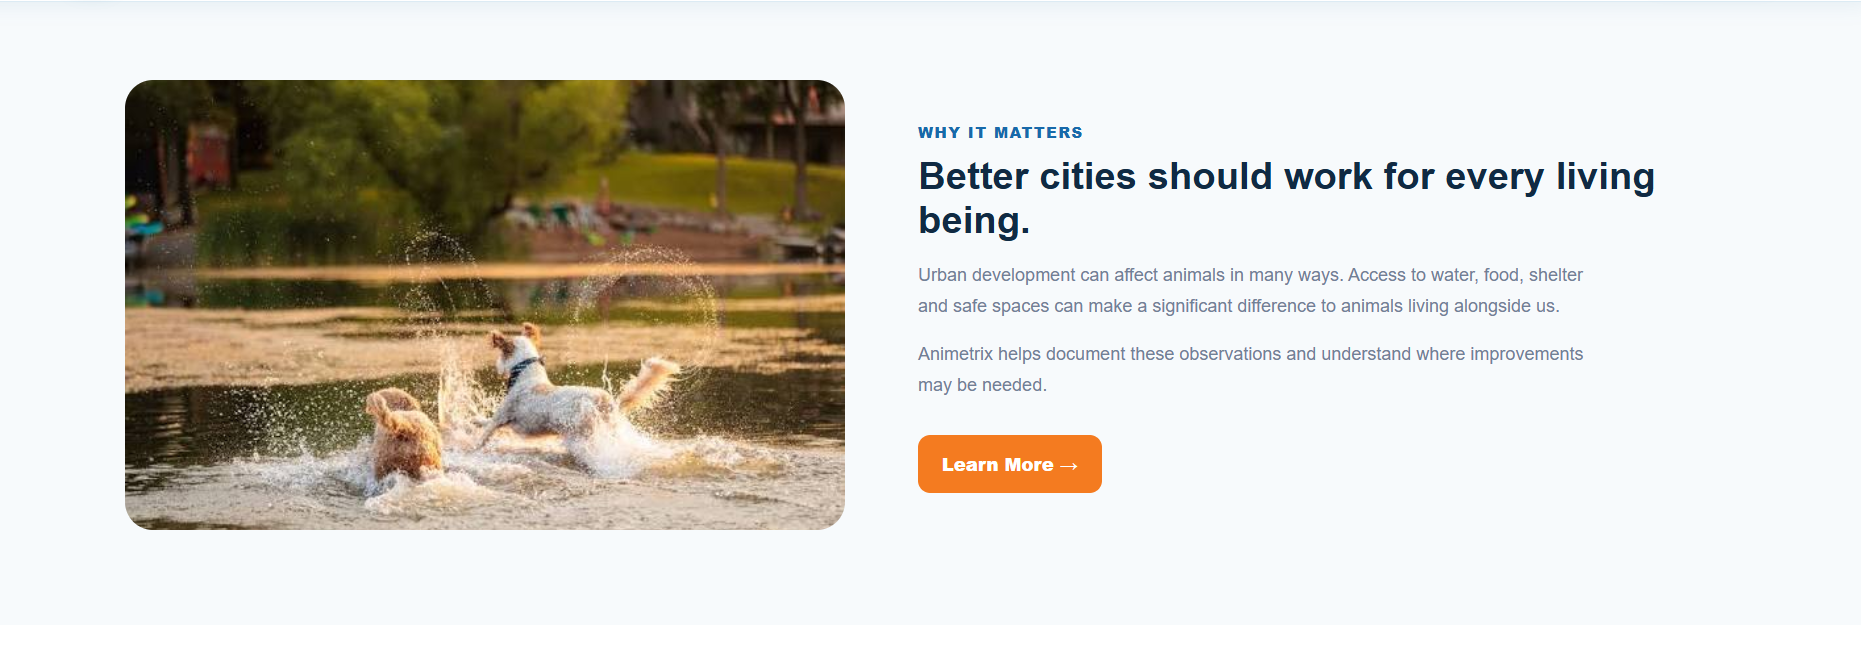 WHY IT MATTERS
Better cities should work for every living
being.
Urban development can affect animals in many ways. Access to water, food, shelter
and safe spaces can make a significant difference to animals living alongside us.
Animetrix helps document these observations and understand where improvements
may be needed.
Learn More →